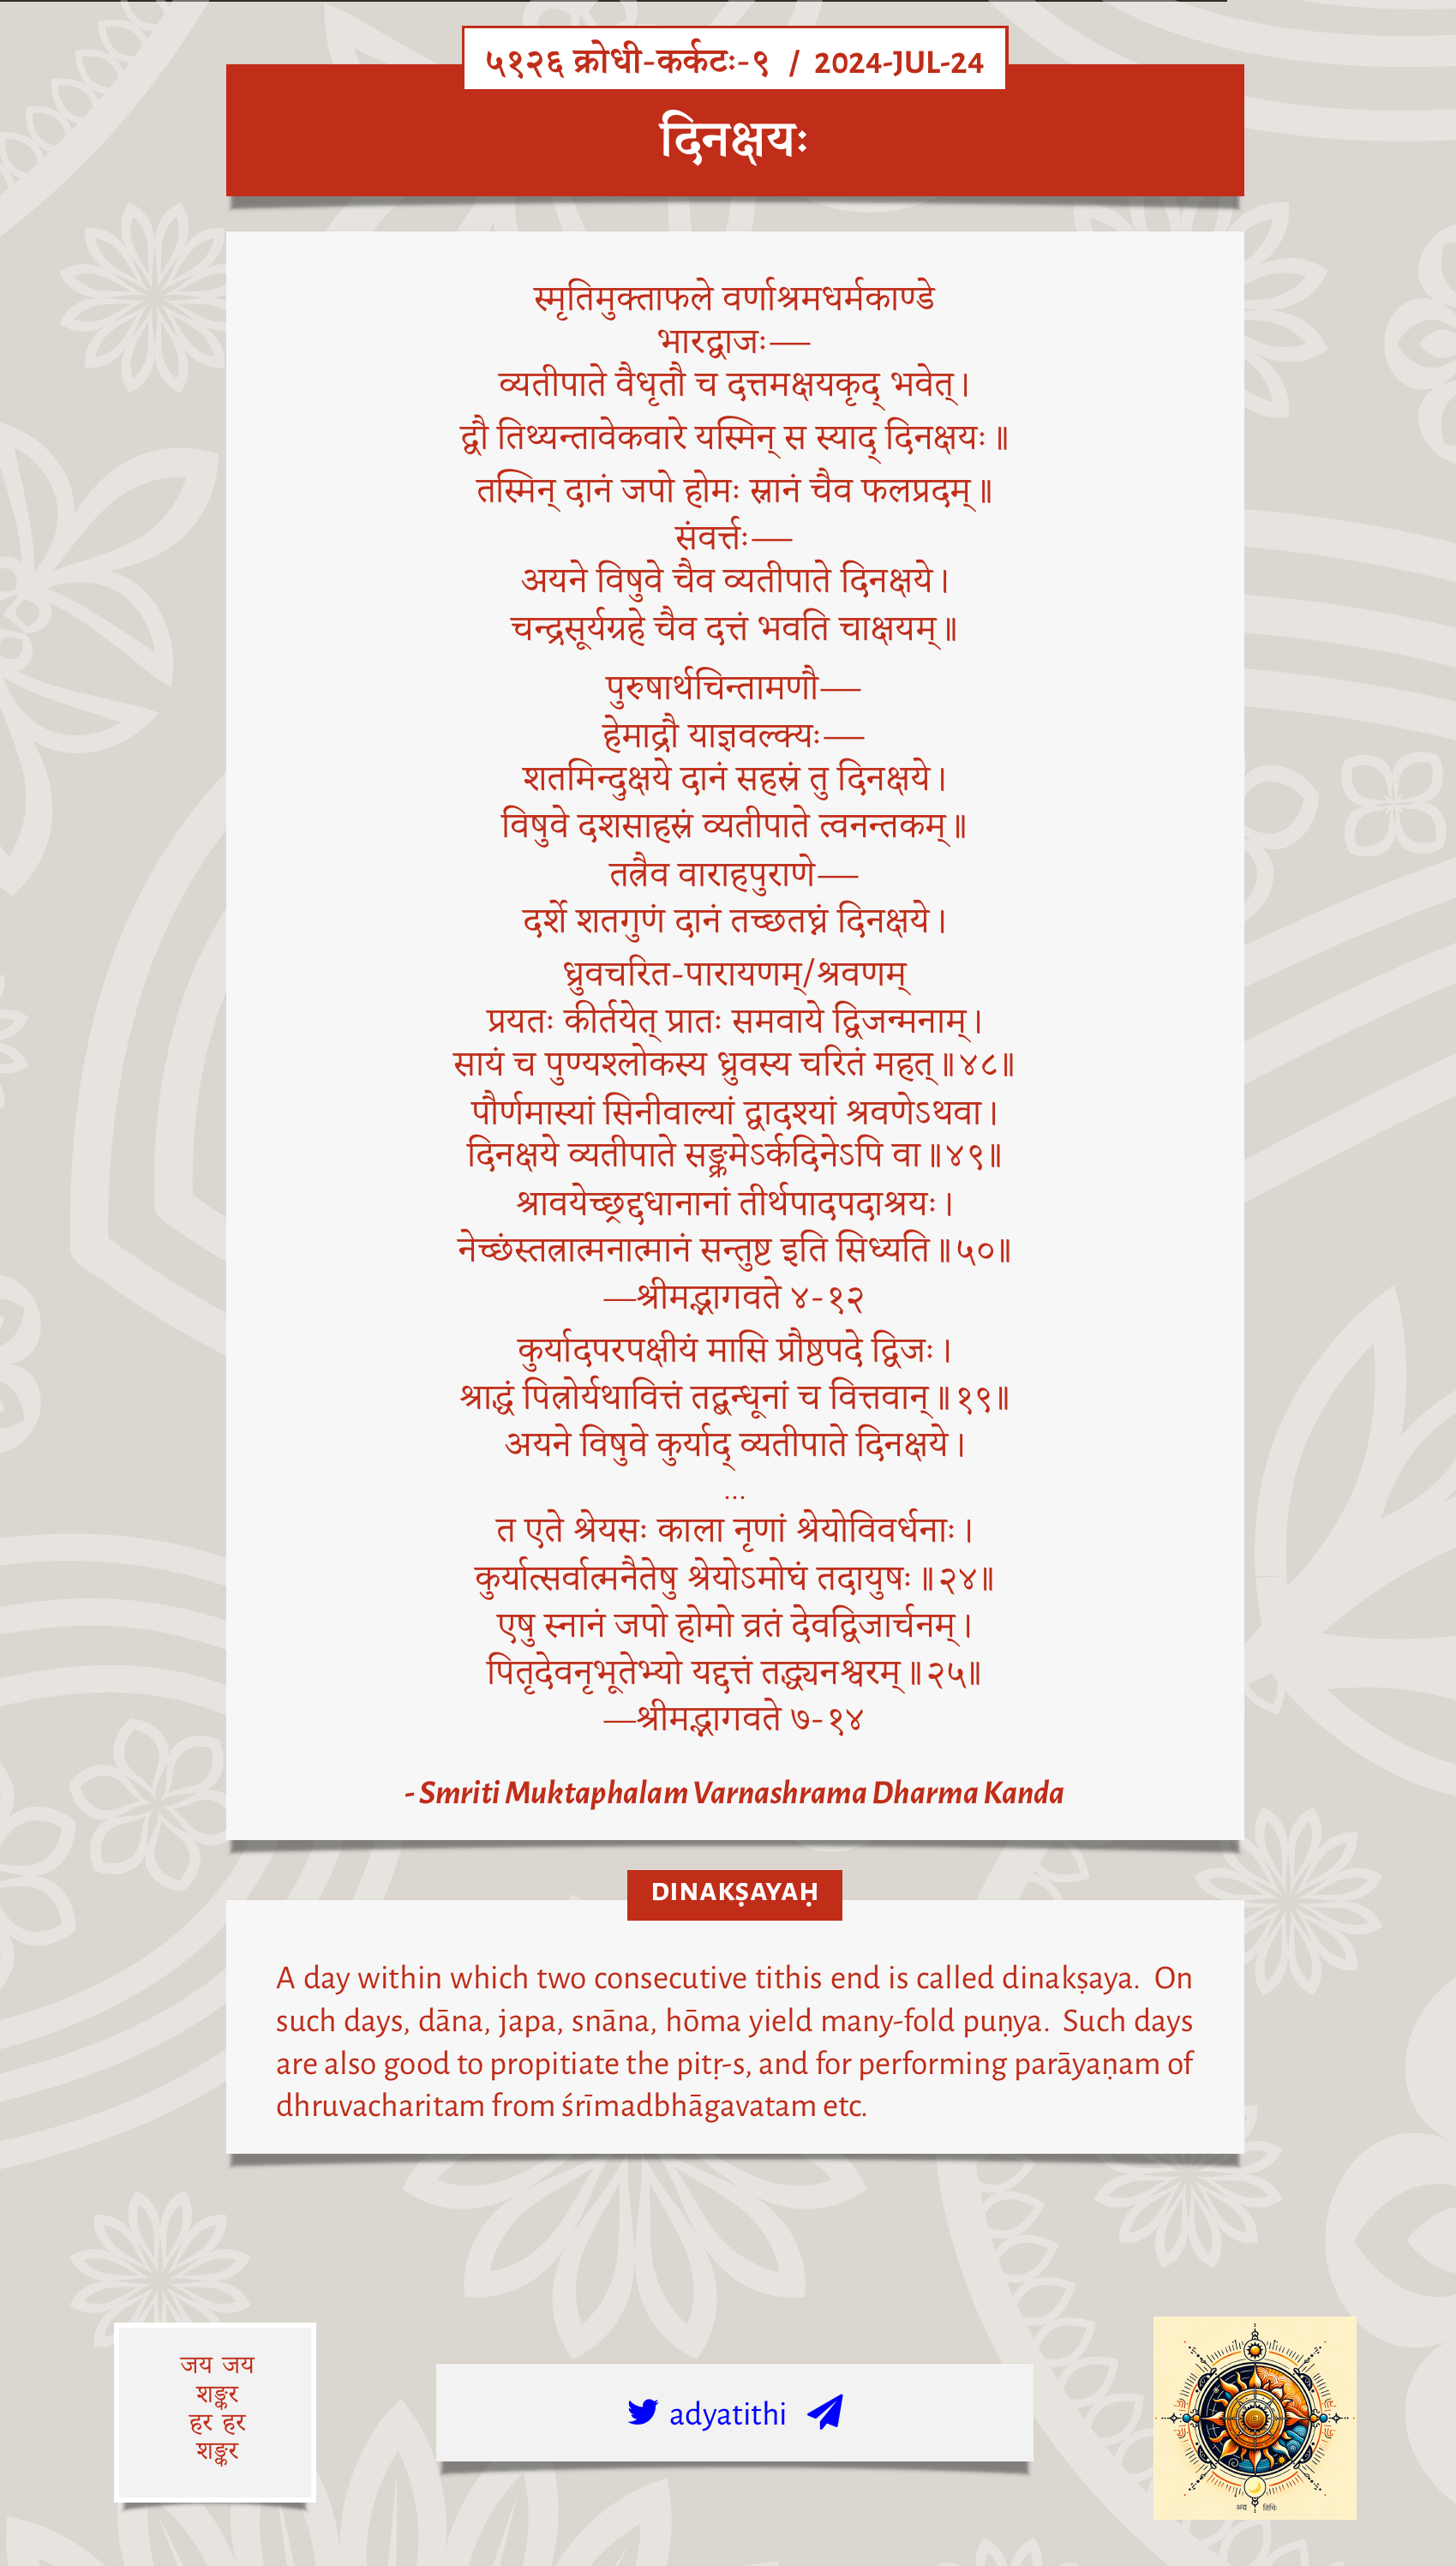 ५१२६ क्रोधी-कर्कटः-९ / 2024-JUL-24
दिनक्षयः
स्मृतिमुक्ताफले वर्णाश्रमधर्मकाण्डे
भारद्वाजः—
व्यतीपाते वैधृतौ च दत्तमक्षयकृद् भवेत्।
द्वौ तिथ्यन्तावेकवारे यस्मिन् स स्याद् दिनक्षयः॥
तस्मिन् दानं जपो होमः स्नानं चैव फलप्रदम्॥
संवर्त्तः—
अयने विषुवे चैव व्यतीपाते दिनक्षये।
चन्द्रसूर्यग्रहे चैव दत्तं भवति चाक्षयम्॥
पुरुषार्थचिन्तामणौ—
हेमाद्रौ याज्ञवल्क्यः—
शतमिन्दुक्षये दानं सहस्रं तु दिनक्षये।
विषुवे दशसाहस्रं व्यतीपाते त्वनन्तकम्॥
तत्रैव वाराहपुराणे—
दर्शे शतगुणं दानं तच्छतघ्नं दिनक्षये।
ध्रुवचरित-पारायणम्/श्रवणम्
प्रयतः कीर्तयेत् प्रातः समवाये द्विजन्मनाम्।
सायं च पुण्यश्लोकस्य ध्रुवस्य चरितं महत्॥४८॥
पौर्णमास्यां सिनीवाल्यां द्वादश्यां श्रवणेऽथवा।
दिनक्षये व्यतीपाते सङ्क्रमेऽर्कदिनेऽपि वा॥४९॥
श्रावयेच्छ्रद्दधानानां तीर्थपादपदाश्रयः।
नेच्छंस्तत्रात्मनात्मानं सन्तुष्ट इति सिध्यति॥५०॥
—श्रीमद्भागवते ४-१२
कुर्यादपरपक्षीयं मासि प्रौष्ठपदे द्विजः।
श्राद्धं पित्रोर्यथावित्तं तद्बन्धूनां च वित्तवान्॥१९॥
अयने विषुवे कुर्याद् व्यतीपाते दिनक्षये।
…
त एते श्रेयसः काला नृणां श्रेयोविवर्धनाः।
कुर्यात्सर्वात्मनैतेषु श्रेयोऽमोघं तदायुषः॥२४॥
एषु स्नानं जपो होमो व्रतं देवद्विजार्चनम्।
पितृदेवनृभूतेभ्यो यद्दत्तं तद्ध्यनश्वरम्॥२५॥
—श्रीमद्भागवते ७-१४
- Smriti Muktaphalam Varnashrama Dharma Kanda
DINAKṢAYAḤ
A day within which two consecutive tithis end is called dinakṣaya. On
such days, dāna, japa, snāna, hōma yield many-fold puṇya. Such days
are also good to propitiate the pitṛ-s, and for performing parāyaṇam of
dhruvacharitam from śrīmadbhāgavatam etc.
जय जय
शङ्कर
हर हर
शङ्कर
adyatithi
अद्य तिथिः